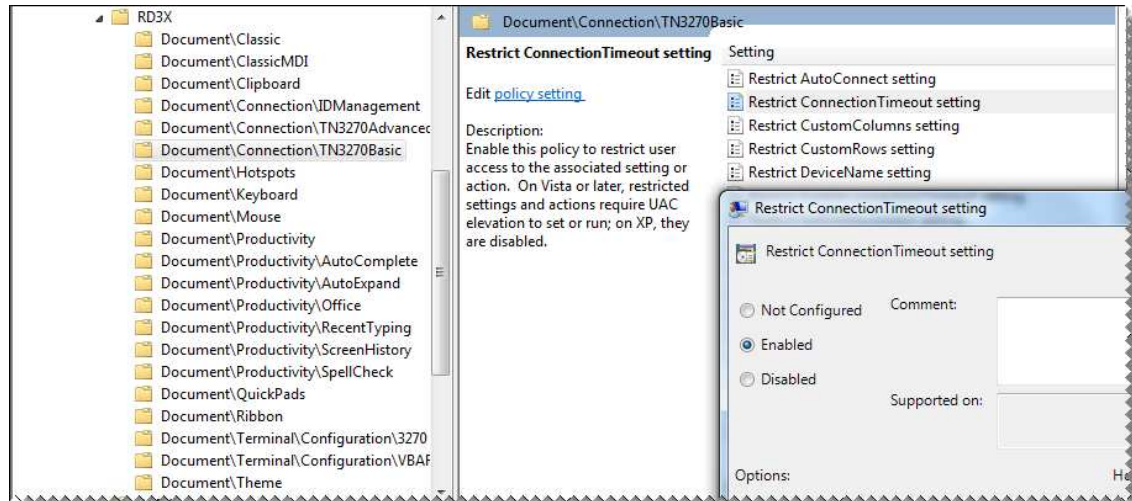 RD3X
Document\Classic
Document\ClassicMDI
Document\Clipboard
Document\Connection\IDManagement
Document\Connection\TN3270Advanced
Document\Connection\TN3270Basic
Document\Hotspots
Document\Keyboard
Document\Mouse
Document\Productivity
Document\Productivity\AutoComplete
Document\Productivity\AutoExpand
Document\Productivity\Office
Document\Productivity\RecentTyping
Document\Productivity\ScreenHistory
Document\Productivity\SpellCheck
Document\QuickPads
Document\Ribbon
Document\Terminal\Configuration\3270
Document\Terminal\Configuration\VBAF
Document\Theme
Document\Connection\TN3270Basic
Restrict ConnectionTimeout setting
Edit policy setting
Description:
Enable this policy to restrict user
access to the associated setting or
action. On Vista or later, restricted
settings and actions require UAC
elevation to set or run; on XP, they
are disabled.
Setting
Restrict AutoConnect setting
Restrict ConnectionTimeout setting
Restrict CustomColumns setting
Restrict CustomRows setting
Restrict DeviceName setting
Restrict ConnectionTimeout setting
Restrict ConnectionTimeout setting
Not Configured
Enabled
Disabled
Comment:
Supported on:
Options: